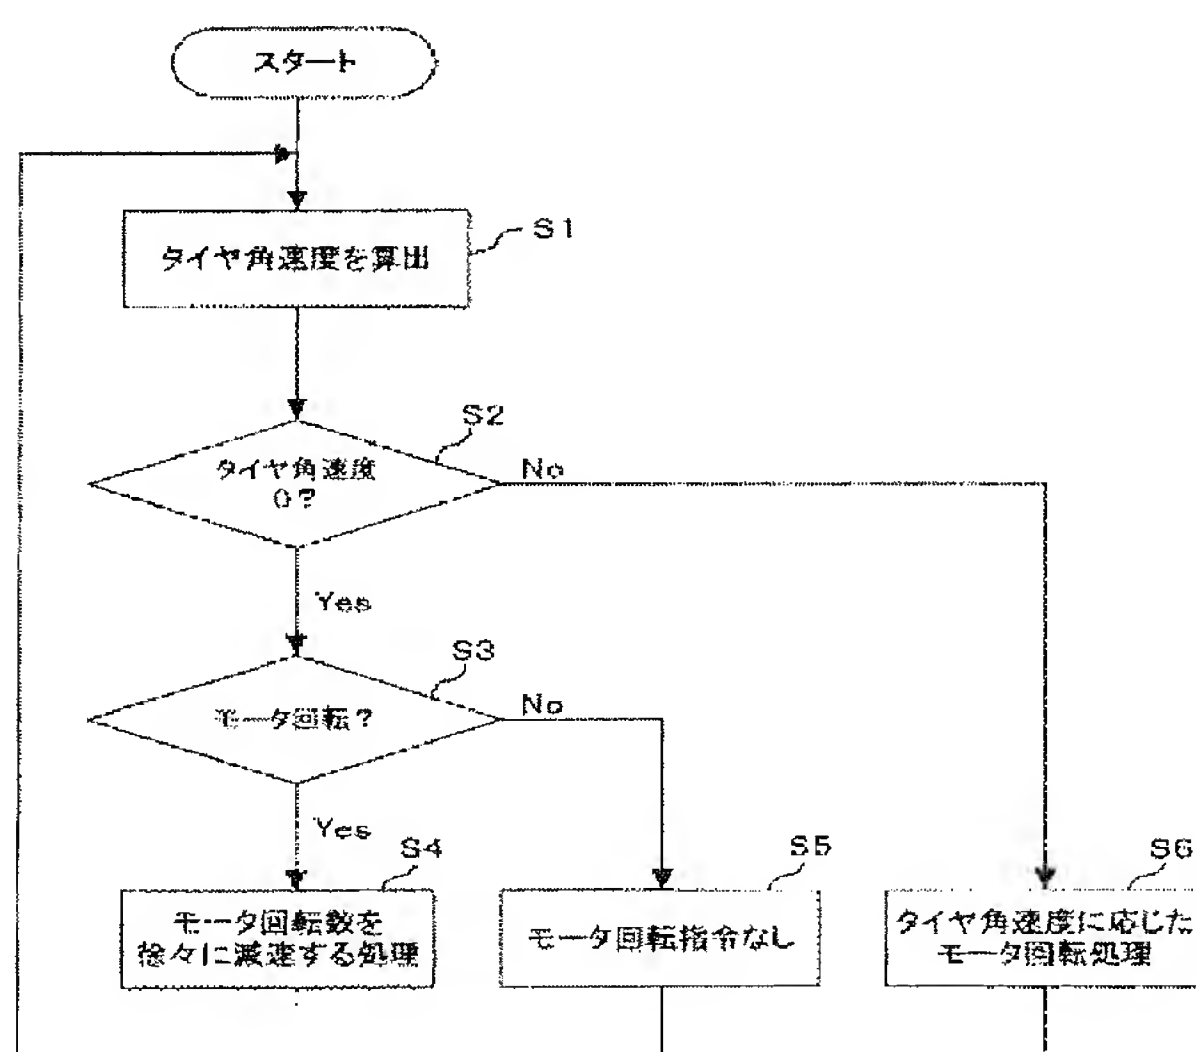 スタート
S1
タイヤ角速度を算出
S2
タイヤ角速度
0?
No
Yes
S3
モータ回転?
No
Yes
S4
モータ回転数を
徐々に減速する処理
S5
モータ回転指令なし
S6
タイヤ角速度に応じた
モータ回転処理